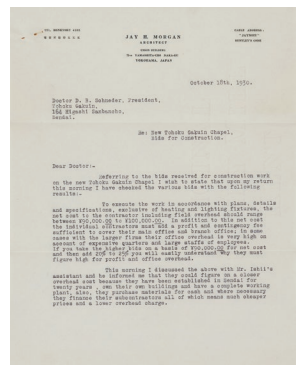 JAY H. MORGAN
ARCHITECT
YOKOHAMA, JAPAN
CABLE ADDRESS:
October 18th, 1930.
Doctor D. B. Schneder, President,
Tohoku Gakuin,
164 Higashi Sanbancho,
Sendai.
Re: New Tohoku Gakuin Chapel,
Bids for Construction.
Dear Doctor:-
Referring to the bids received for construction work
on the new Tohoku Gakuin Chapel I wish to state that upon my return
this morning I have checked the various bids with the following
results:-
To execute the work in accordance with plans, details
and specifications, exclusive of heating and lighting fixtures, the
net cost to the contractor including field overhead should range
between ¥90,000.00 to ¥100,000.00. In addition to this net cost
the individual contractors must add a profit and contingency fee
sufficient to cover their main office and branch office. In some
cases with the larger Tokyo companies office overhead is very high on
account of expensive quarters and large staffs of employees.
If you take the higher bids on a basis of ¥100,000.00 for net cost
and then add 20% to 25% you will easily understand why they must
figure high for profit and office overhead.
This morning I discussed the above with Mr. Ishii's
assistant and he informed me that they could figure on a closer
overhead cost because they have been established in Sendai for
twenty years, own their own buildings and have a complete working
plant, also, they purchase materials for cash and where necessary
they finance their subcontractors all of which means much cheaper
prices and a lower overhead charge.